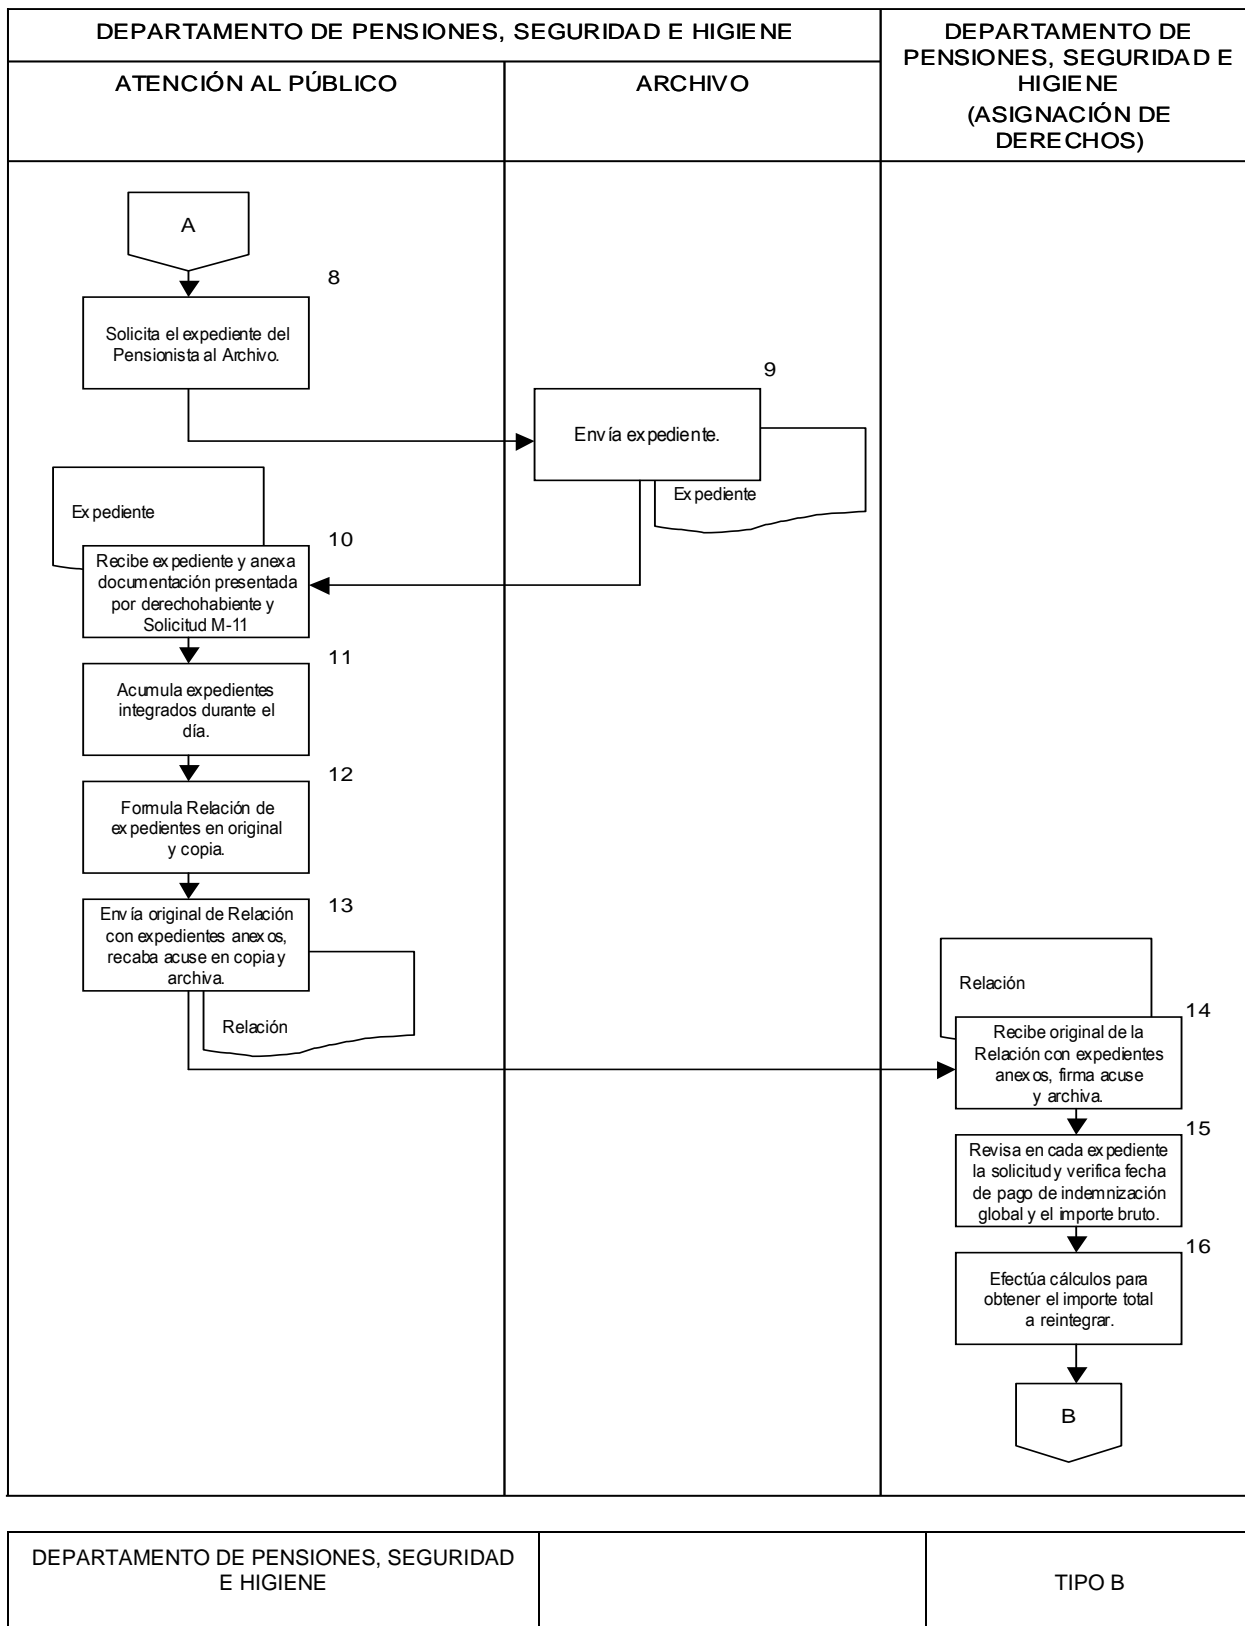 DEPARTAMENTO DE PENSIONES, SEGURIDAD E HIGIENE
DEPARTAMENTO DE
PENSIONES, SEGURIDAD E
HIGIENE
(ASIGNACIÓN DE
DERECHOS)
ATENCIÓN AL PÚBLICO
ARCHIVO
A
8
Solicita el expediente del
Pensionista al Archivo.
9
Envía expediente.
Expediente
Expediente
10
Recibe expediente y anexa
documentación presentada
por derechohabiente y
Solicitud M-11
11
Acumula expedientes
integrados durante el
día.
12
Formula Relación de
expedientes en original
y copia.
13
Envía original de Relación
con expedientes anexos,
recaba acuse en copia y
archiva.
Relación
Relación
14
Recibe original de la
Relación con expedientes
anexos, firma acuse
y archiva.
15
Revisa en cada expediente
la solicitud y verifica fecha
de pago de indemnización
global y el importe bruto.
16
Efectúa cálculos para
obtener el importe total
a reintegrar.
B
DEPARTAMENTO DE PENSIONES, SEGURIDAD
E HIGIENE
TIPO B